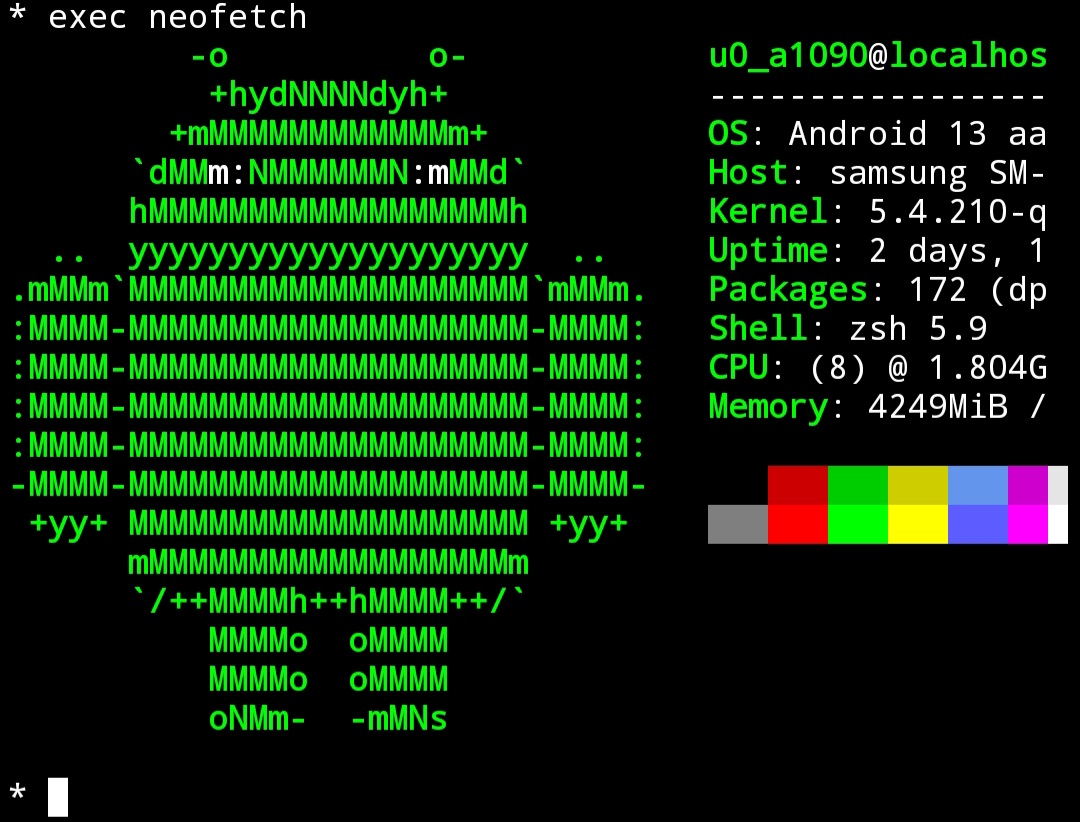 * exec neofetch
         -o          o-            u0_a1090@localhos
          +hydNNNNdyh+             -----------------
        +mMMMMMMMMMMMMm+           OS: Android 13 aa
      `dMMm:NMMMMMMN:mMMd`         Host: samsung SM-
      hMMMMMMMMMMMMMMMMMMh         Kernel: 5.4.210-q
  ..  yyyyyyyyyyyyyyyyyyyy  ..     Uptime: 2 days, 1
.mMMm`MMMMMMMMMMMMMMMMMMMM`mMMm.   Packages: 172 (dp
:MMMM-MMMMMMMMMMMMMMMMMMMM-MMMM:   Shell: zsh 5.9
:MMMM-MMMMMMMMMMMMMMMMMMMM-MMMM:   CPU: (8) @ 1.804G
:MMMM-MMMMMMMMMMMMMMMMMMMM-MMMM:   Memory: 4249MiB /
:MMMM-MMMMMMMMMMMMMMMMMMMM-MMMM:
-MMMM-MMMMMMMMMMMMMMMMMMMM-MMMM-
 +yy+ MMMMMMMMMMMMMMMMMMMM +yy+
      mMMMMMMMMMMMMMMMMMMm
      `/++MMMMh++hMMMM++/`
          MMMMo  oMMMM
          MMMMo  oMMMM
          oNMm-  -mMNs
*